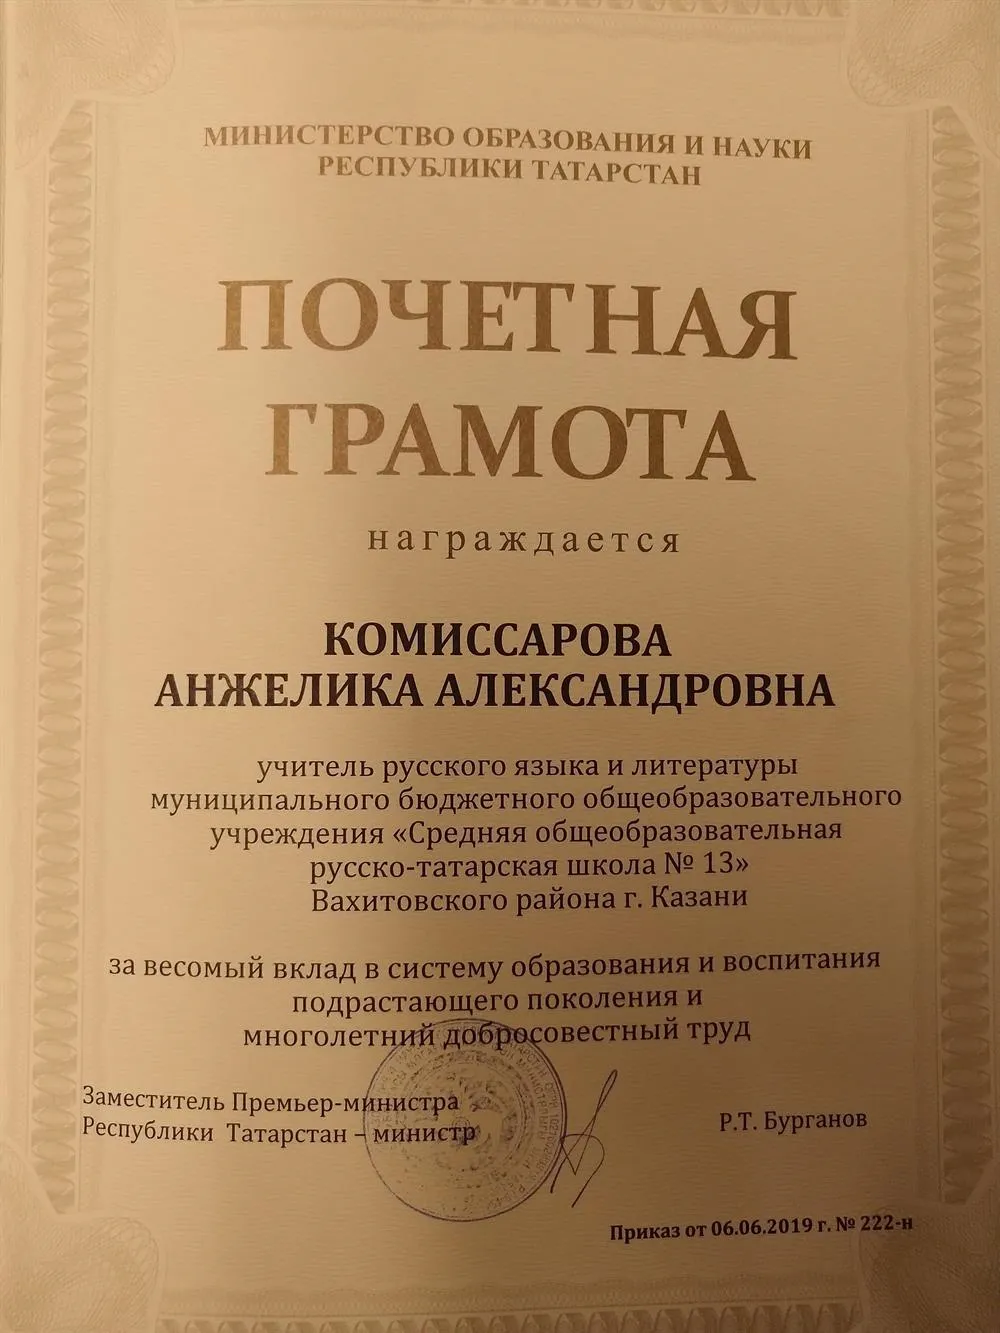 МИНИСТЕРСТВО ОБРАЗОВАНИЯ И НАУКИ
РЕСПУБЛИКИ ТАТАРСТАН
ПОЧЕТНАЯ
ГРАМОТА
награждается
КОМИССАРОВА
АНЖЕЛИКА АЛЕКСАНДРОВНА
учитель русского языка и литературы
муниципального бюджетного общеобразовательного
учреждения «Средняя общеобразовательная
русско-татарская школа № 13»
Вахитовского района г. Казани
за весомый вклад в систему образования и воспитания
подрастающего поколения и
многолетний добросовестный труд
Заместитель Премьер-министра
Республики Татарстан – министр
Р.Т. Бурганов
Приказ от 06.06.2019 г. № 222-н